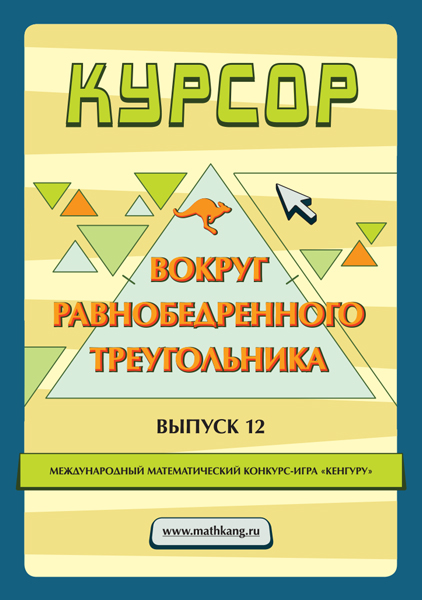 КУРСОР
ВОКРУГ
РАВНОБЕДРЕННОГО
ТРЕУГОЛЬНИКА
ВЫПУСК 12
МЕЖДУНАРОДНЫЙ МАТЕМАТИЧЕСКИЙ КОНКУРС-ИГРА «КЕНГУРУ»
www.mathkang.ru